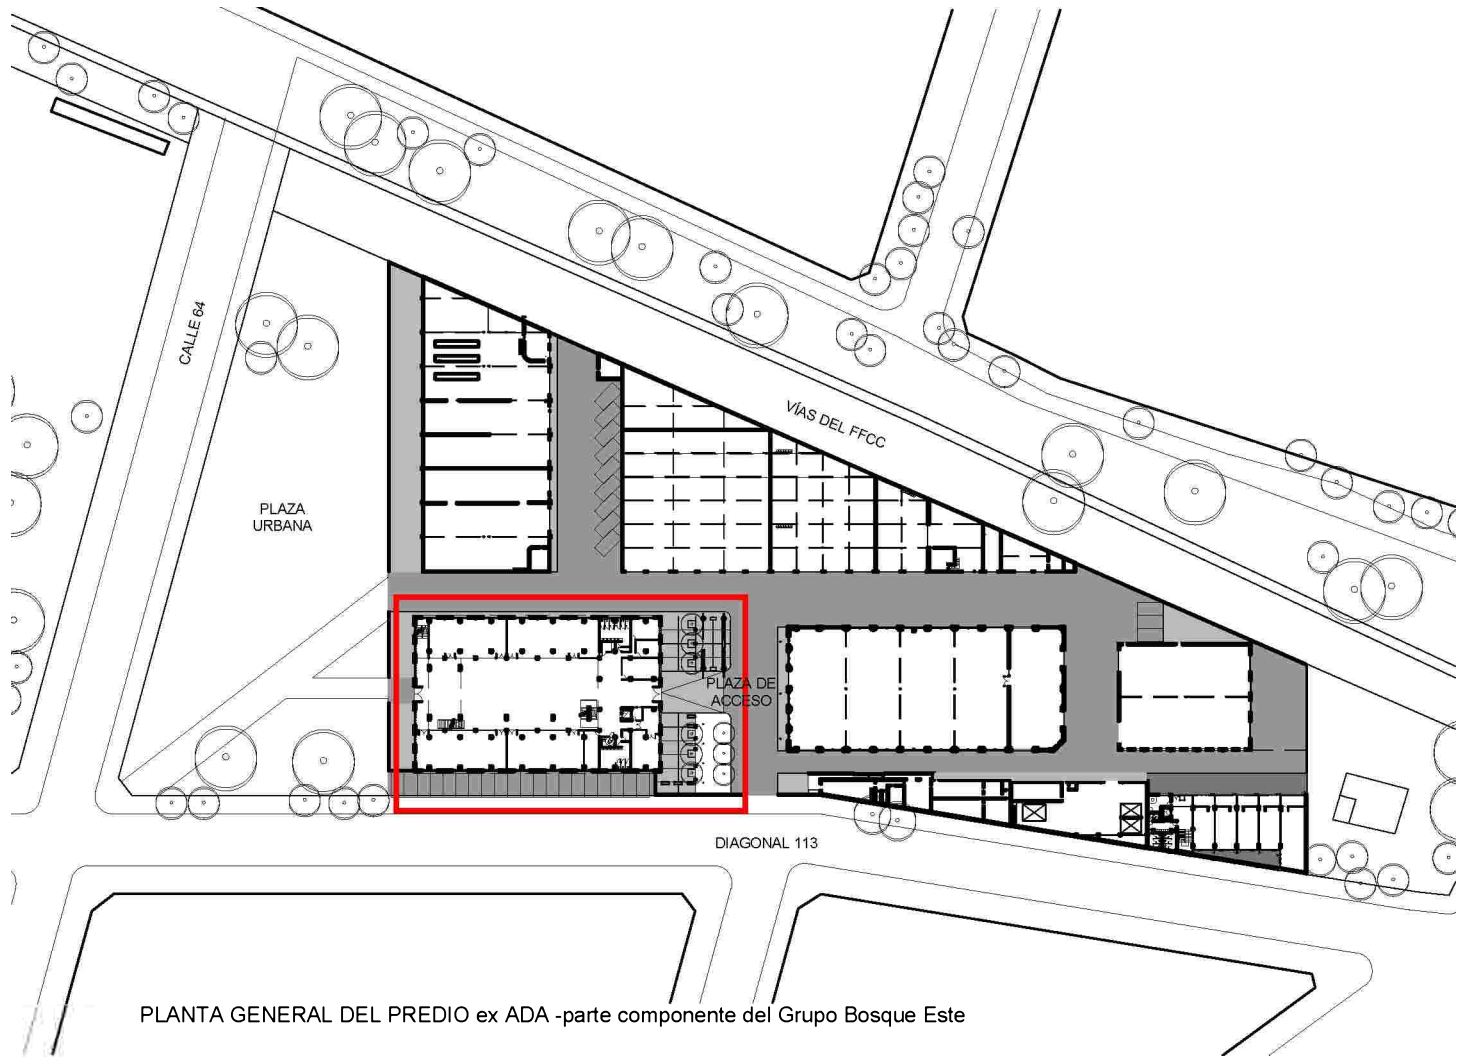 CALLE 64
VÍAS DEL FFCC
PLAZA
URBANA
PLAZA DE
ACCESO
DIAGONAL 113
PLANTA GENERAL DEL PREDIO ex ADA -parte componente del Grupo Bosque Este